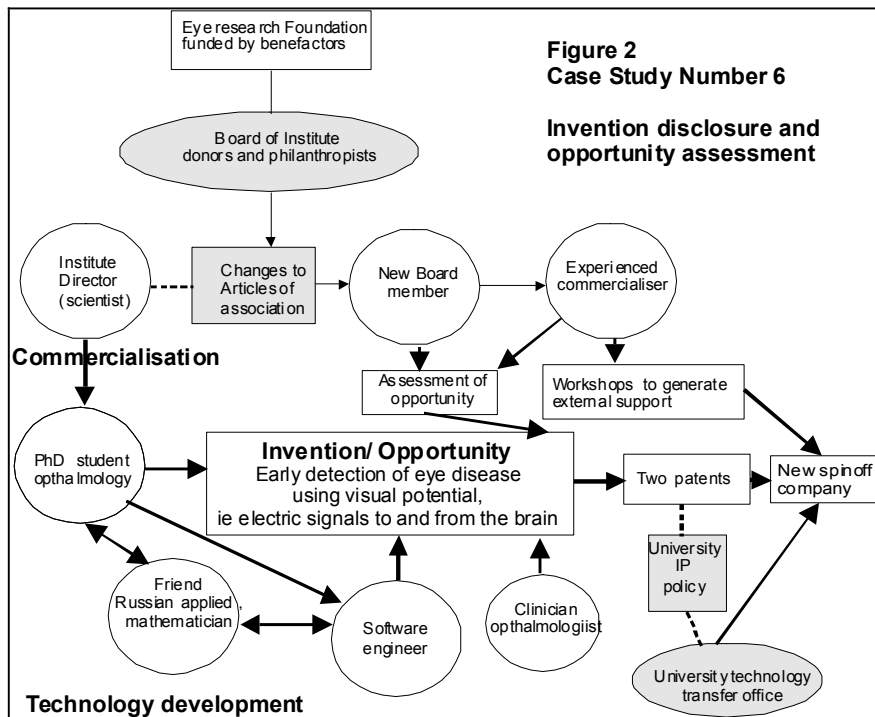 Eye research Foundation
funded by benefactors
Figure 2
Case Study Number 6
Invention disclosure and
opportunity assessment
Board of Institute
donors and philanthropists
Institute
Director
(scientist)
Changes to
Articles of
association
New Board
member
Experienced
commercialiser
Commercialisation
Assessment of
opportunity
Workshops to generate
external support
PhD student
opthalmology
Invention/ Opportunity
Early detection of eye disease
using visual potential,
ie electric signals to and from the brain
Two patents
New spinoff
company
University
IP
policy
Friend
Russian applied,
mathematician
Software
engineer
Clinician
opthalmologiist
University technology
transfer office
Technology development